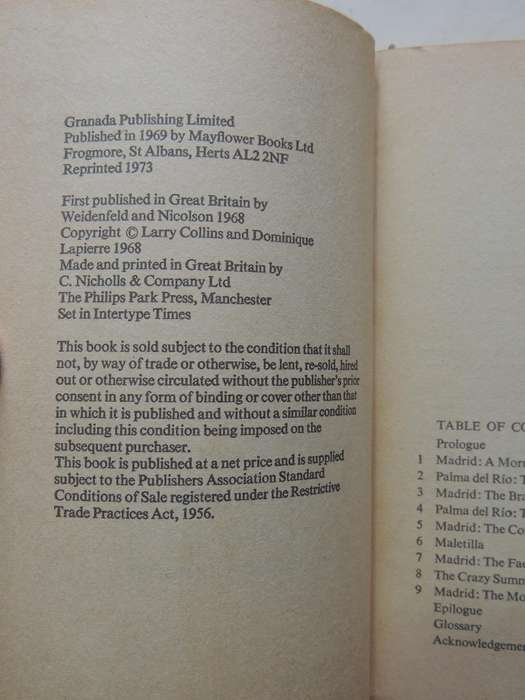 Granada Publishing Limited
Published in 1969 by Mayflower Books Ltd
Frogmore, St Albans, Herts AL2 2NF
Reprinted 1973
First published in Great Britain by
Weidenfeld and Nicolson 1968
Copyright © Larry Collins and Dominique
Lapierre 1968
Made and printed in Great Britain by
C. Nicholls & Company Ltd
The Philips Park Press, Manchester
Set in Intertype Times
This book is sold subject to the condition that it shall
not, by way of trade or otherwise, be lent, re-sold, hired
out or otherwise circulated without the publisher's prior
consent in any form of binding or cover other than that
in which it is published and without a similar condition
including this condition being imposed on the
subsequent purchaser.
This book is published at a net price and is supplied
subject to the Publishers Association Standard
Conditions of Sale registered under the Restrictive
Trade Practices Act, 1956.
TABLE OF CO
Prologue
1 Madrid: A Mor
2 Palma del Río: T
3 Madrid: The Bra
4 Palma del Río: T
5 Madrid: The Co
6 Maletilla
7 Madrid: The Fa
8 The Crazy Summ
9 Madrid: The Mo
Epilogue
Glossary
Acknowledgemen